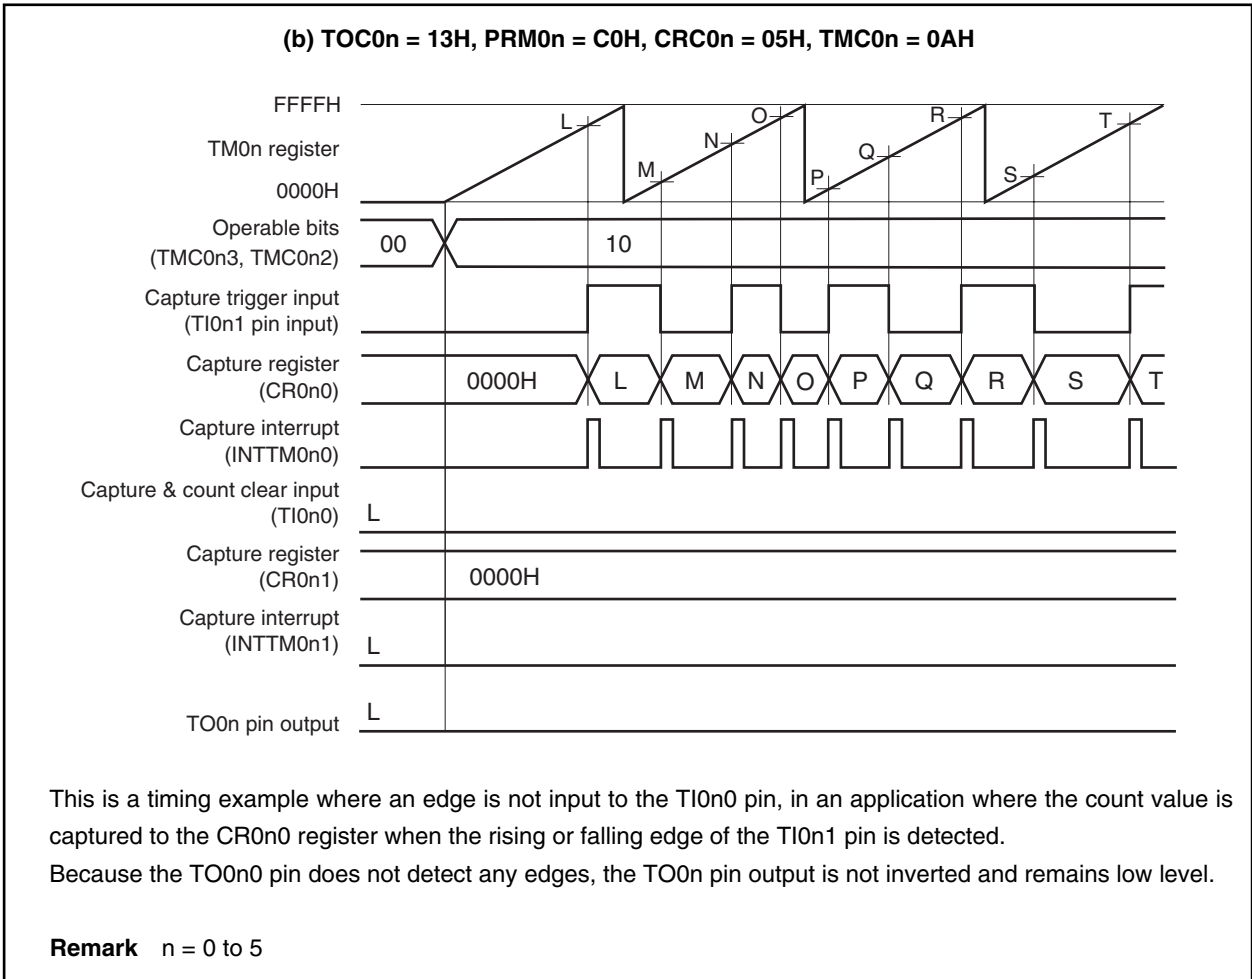 (b) TOC0n = 13H, PRM0n = C0H, CRC0n = 05H, TMC0n = 0AH
FFFFH
TM0n register
0000H
L
M
N
O
P
Q
R
S
T
Operable bits
(TMC0n3, TMC0n2)
00
10
Capture trigger input
(TI0n1 pin input)
Capture register
(CR0n0)
0000H
L
M
N
O
P
Q
R
S
T
Capture interrupt
(INTTM0n0)
Capture & count clear input
(TI0n0)
L
Capture register
(CR0n1)
0000H
Capture interrupt
(INTTM0n1)
L
TO0n pin output
L
This is a timing example where an edge is not input to the TI0n0 pin, in an application where the count value is
captured to the CR0n0 register when the rising or falling edge of the TI0n1 pin is detected.
Because the TO0n0 pin does not detect any edges, the TO0n pin output is not inverted and remains low level.
Remark n = 0 to 5